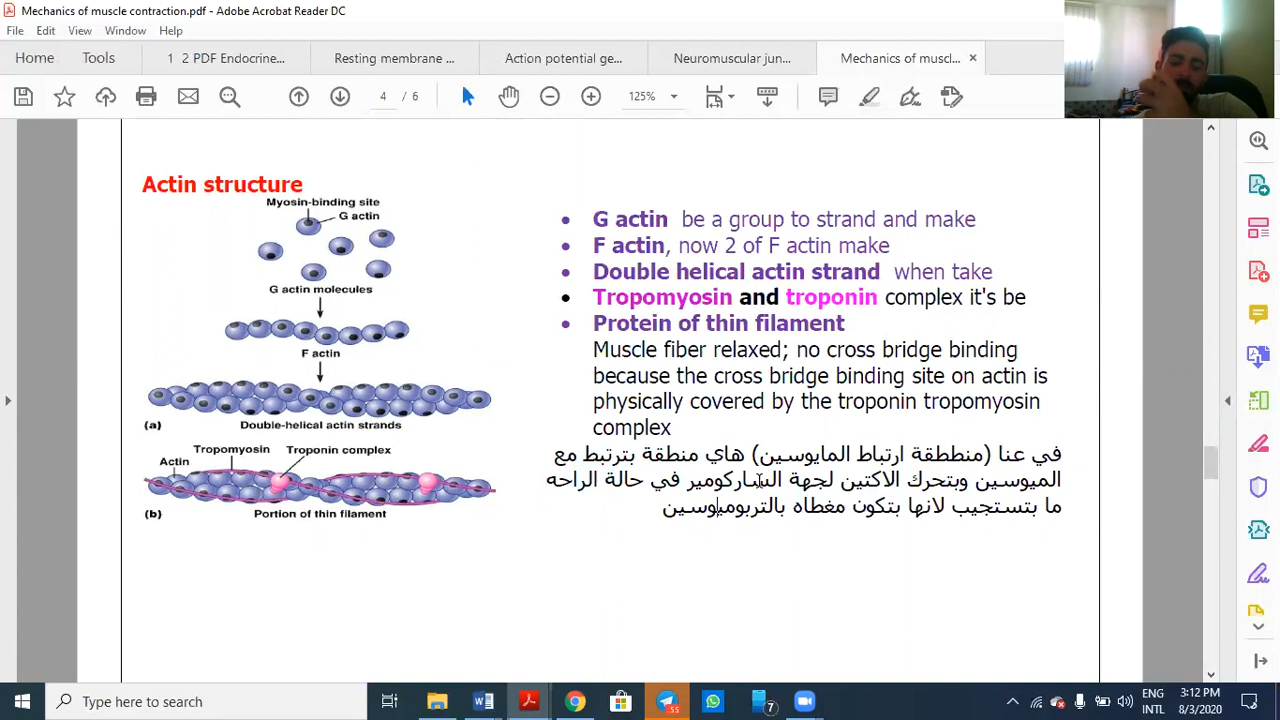 Mechanics of muscle contraction.pdf - Adobe Acrobat Reader DC
File Edit View Window Help
Home Tools 1 2 PDF Endocrine... Resting membrane ... Action potential ge... Neuromuscular jun... Mechanics of muscl... ×
4 / 6 125%
Actin structure
Myosin-binding site
G actin
G actin molecules
F actin
(a) Double-helical actin strands
Tropomyosin Troponin complex
Actin
(b) Portion of thin filament
• G actin be a group to strand and make
• F actin, now 2 of F actin make
• Double helical actin strand when take
• Tropomyosin and troponin complex it's be
• Protein of thin filament
Muscle fiber relaxed; no cross bridge binding
because the cross bridge binding site on actin is
physically covered by the troponin tropomyosin
complex
في عنا (منططقة ارتباط المايوسين) هاي منطقة بترتبط مع
الميوسين وبتحرك الاكتين لجهة الساركومير في حالة الراحه
ما بتستجيب لانها بتكون مغطاه بالتربوميوسين
Type here to search
55
7
ENG
INTL
3:12 PM
8/3/2020